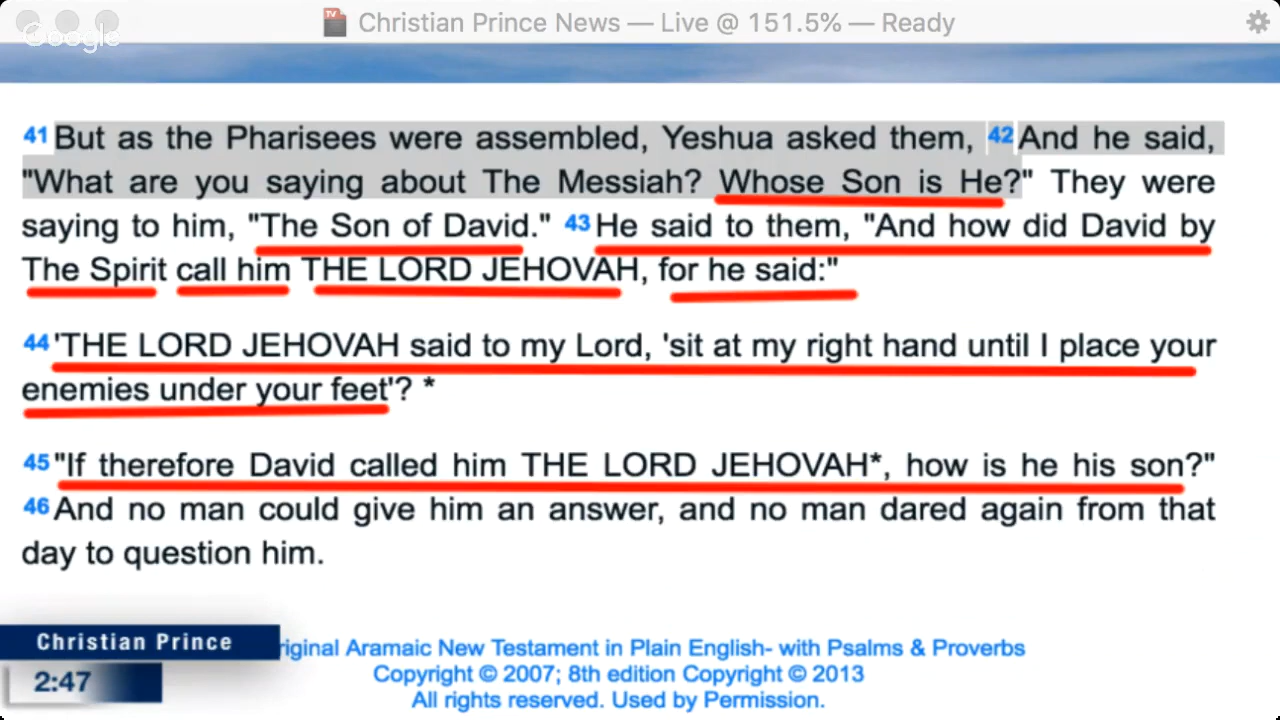 Christian Prince News — Live @ 151.5% — Ready
Google
41 But as the Pharisees were assembled, Yeshua asked them, 42 And he said,
"What are you saying about The Messiah? Whose Son is He?" They were
saying to him, "The Son of David." 43 He said to them, "And how did David by
The Spirit call him THE LORD JEHOVAH, for he said:"
44 'THE LORD JEHOVAH said to my Lord, 'sit at my right hand until I place your
enemies under your feet'? *
45 "If therefore David called him THE LORD JEHOVAH*, how is he his son?"
46 And no man could give him an answer, and no man dared again from that
day to question him.
Christian Prince
riginal Aramaic New Testament in Plain English- with Psalms & Proverbs
2:47
Copyright © 2007; 8th edition Copyright © 2013
All rights reserved. Used by Permission.